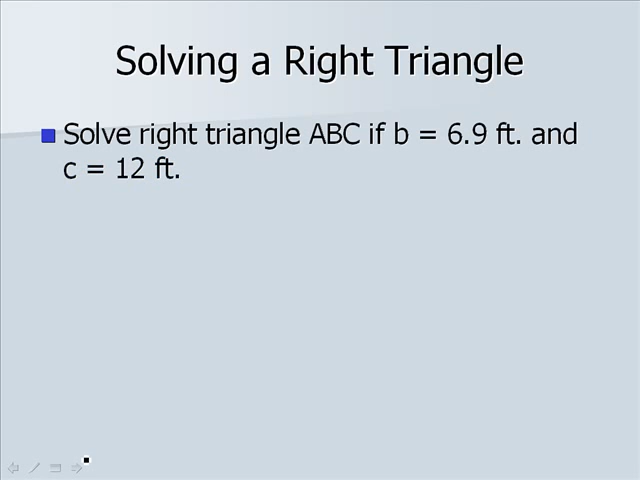 Solving a Right Triangle
Solve right triangle ABC if b = 6.9 ft. and
c = 12 ft.